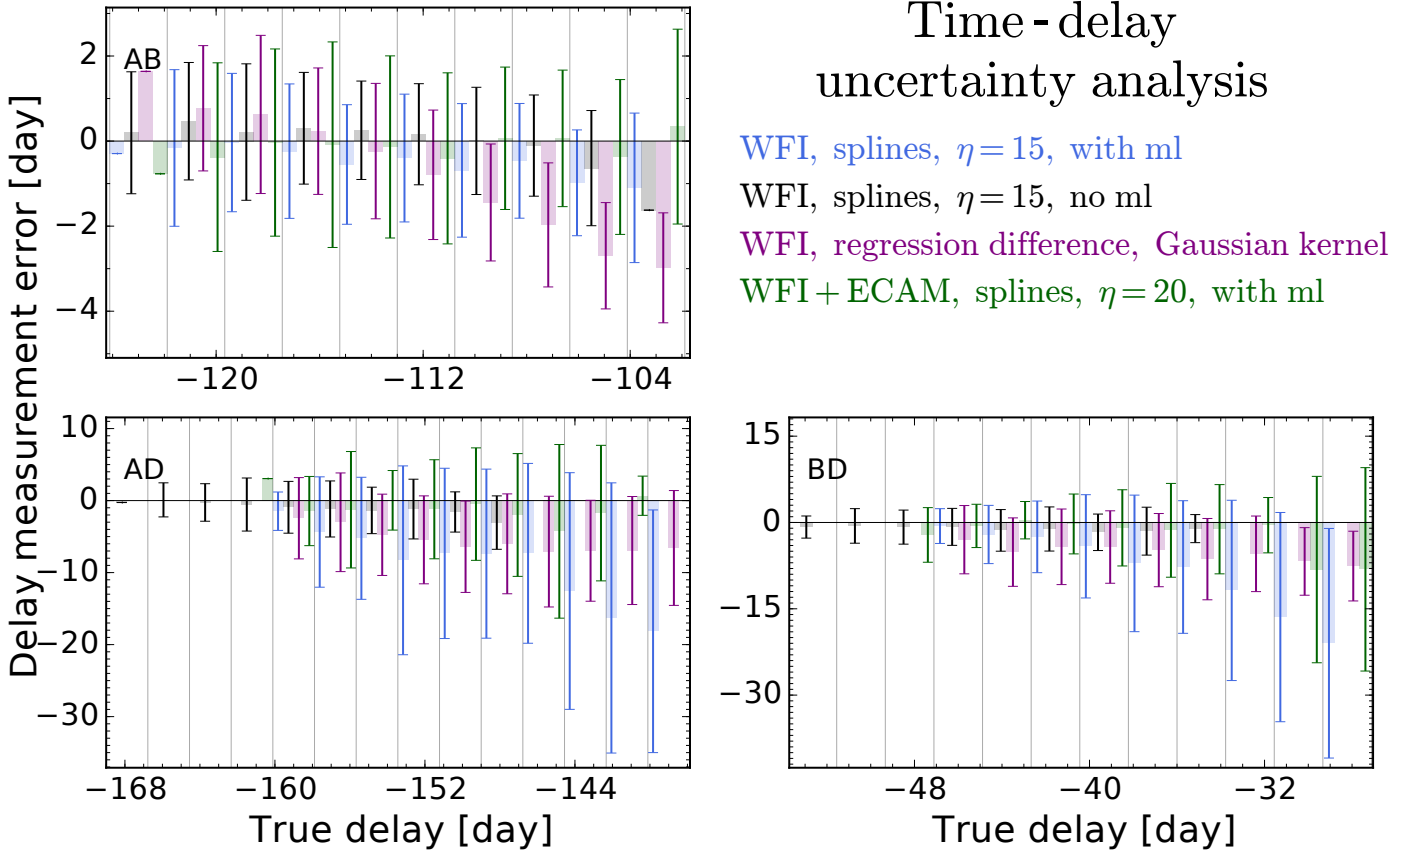 Time-delay
uncertainty analysis
WFI, splines, η = 15, with ml
WFI, splines, η = 15, no ml
WFI, regression difference, Gaussian kernel
WFI + ECAM, splines, η = 20, with ml
Delay measurement error [day]
AB
2
0
−2
−4
−120 −112 −104
AD
10
0
−10
−20
−30
−168 −160 −152 −144
True delay [day]
BD
15
0
−15
−30
−48 −40 −32
True delay [day]